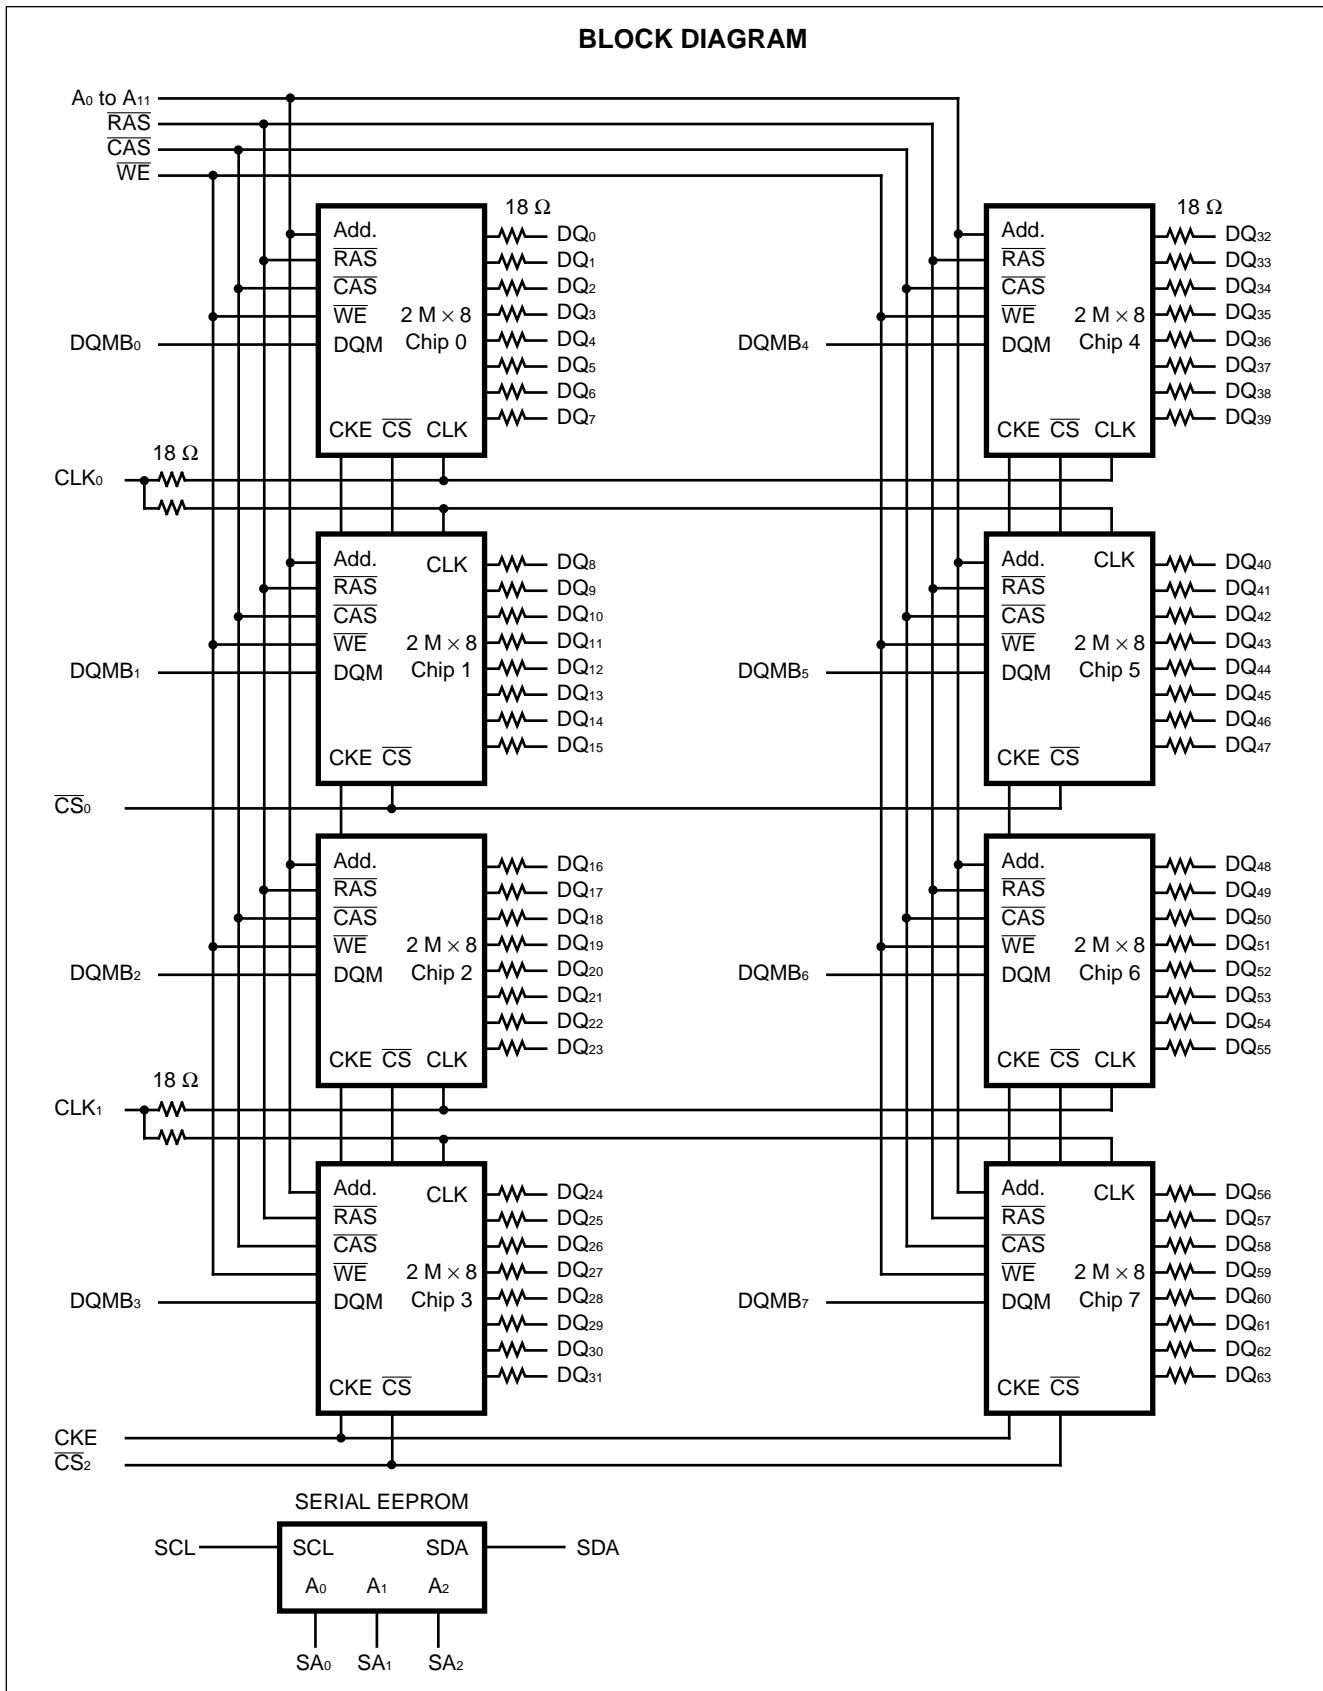 BLOCK DIAGRAM
A0 to A11
RAS
CAS
WE
18 Ω
Add.
RAS
CAS
WE 2 M × 8
DQM Chip 0
CKE CS CLK
DQMB0
DQ0
DQ1
DQ2
DQ3
DQ4
DQ5
DQ6
DQ7
18 Ω
Add.
RAS
CAS
WE 2 M × 8
DQM Chip 4
CKE CS CLK
DQMB4
DQ32
DQ33
DQ34
DQ35
DQ36
DQ37
DQ38
DQ39
18 Ω
CLK0
Add. CLK
RAS
CAS
WE 2 M × 8
DQM Chip 1
CKE CS
DQMB1
DQ8
DQ9
DQ10
DQ11
DQ12
DQ13
DQ14
DQ15
Add. CLK
RAS
CAS
WE 2 M × 8
DQM Chip 5
CKE CS
DQMB5
DQ40
DQ41
DQ42
DQ43
DQ44
DQ45
DQ46
DQ47
CS0
Add.
RAS
CAS
WE 2 M × 8
DQM Chip 2
CKE CS CLK
DQMB2
DQ16
DQ17
DQ18
DQ19
DQ20
DQ21
DQ22
DQ23
Add.
RAS
CAS
WE 2 M × 8
DQM Chip 6
CKE CS CLK
DQMB6
DQ48
DQ49
DQ50
DQ51
DQ52
DQ53
DQ54
DQ55
18 Ω
CLK1
Add. CLK
RAS
CAS
WE 2 M × 8
DQM Chip 3
CKE CS
DQMB3
DQ24
DQ25
DQ26
DQ27
DQ28
DQ29
DQ30
DQ31
Add. CLK
RAS
CAS
WE 2 M × 8
DQM Chip 7
CKE CS
DQMB7
DQ56
DQ57
DQ58
DQ59
DQ60
DQ61
DQ62
DQ63
CKE
CS2
SERIAL EEPROM
SCL SCL SDA SDA
A0 A1 A2
SA0 SA1 SA2